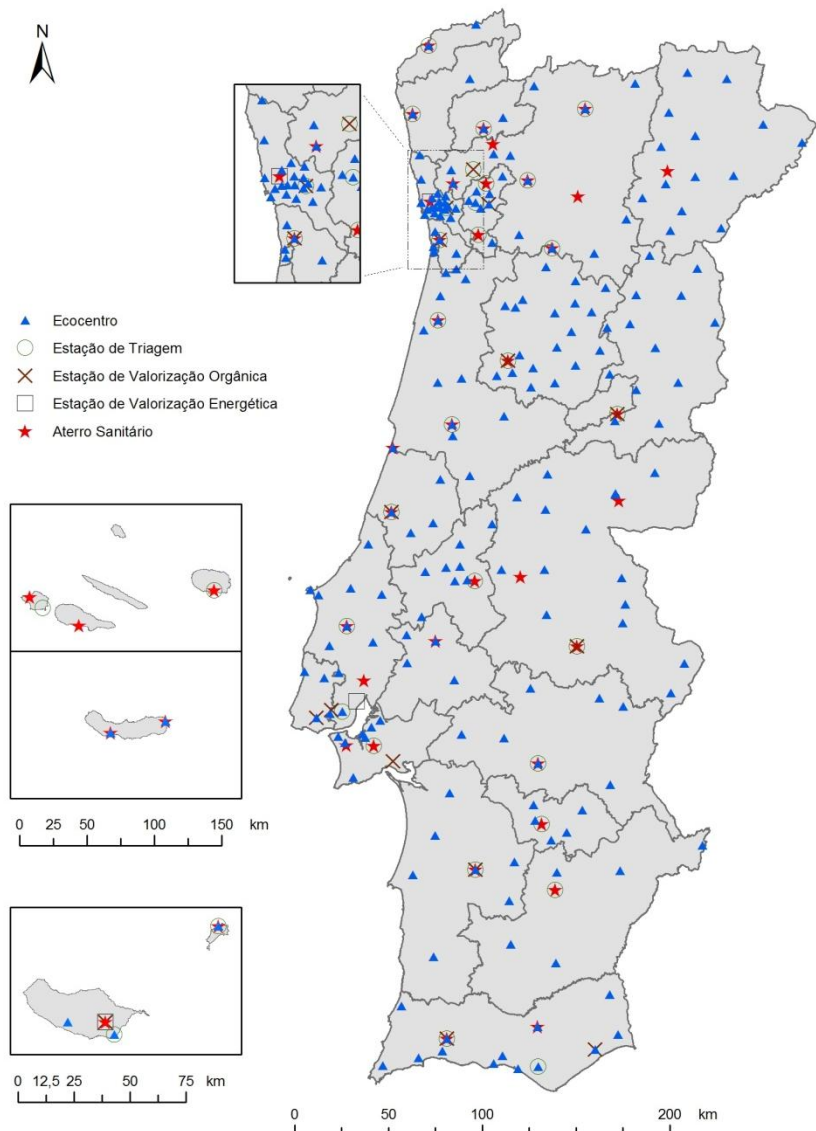 N
Ecocentro
Estação de Triagem
Estação de Valorização Orgânica
Estação de Valorização Energética
Aterro Sanitário
0 50 100 150 km
0 12,5 25 50 75 km
0 50 100 200 km